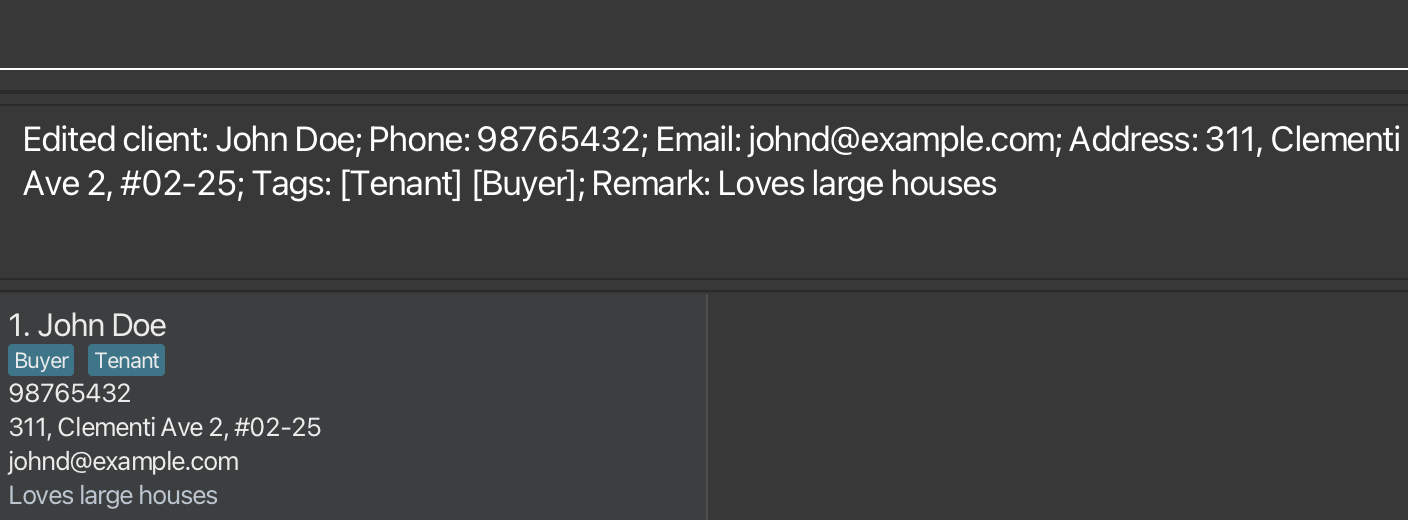 Edited client: John Doe; Phone: 98765432; Email: johnd@example.com; Address: 311, Clementi
Ave 2, #02-25; Tags: [Tenant] [Buyer]; Remark: Loves large houses
1. John Doe
Buyer Tenant
98765432
311, Clementi Ave 2, #02-25
johnd@example.com
Loves large houses